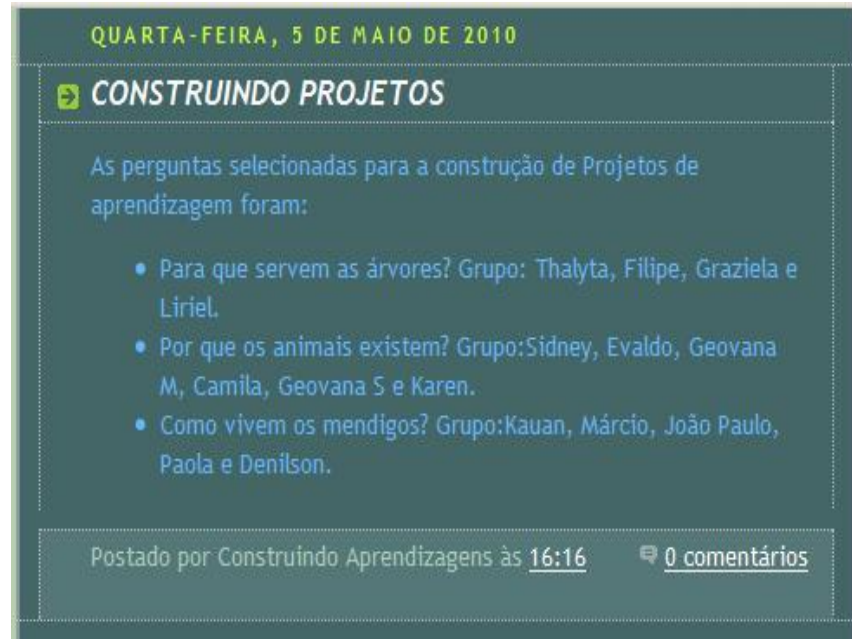 QUARTA-FEIRA, 5 DE MAIO DE 2010
CONSTRUINDO PROJETOS
As perguntas selecionadas para a construção de Projetos de
aprendizagem foram:
• Para que servem as árvores? Grupo: Thalyta, Filipe, Graziela e
Liriel.
• Por que os animais existem? Grupo:Sidney, Evaldo, Geovana
M, Camila, Geovana S e Karen.
• Como vivem os mendigos? Grupo:Kauan, Márcio, João Paulo,
Paola e Denilson.
Postado por Construindo Aprendizagens às 16:16 0 comentários